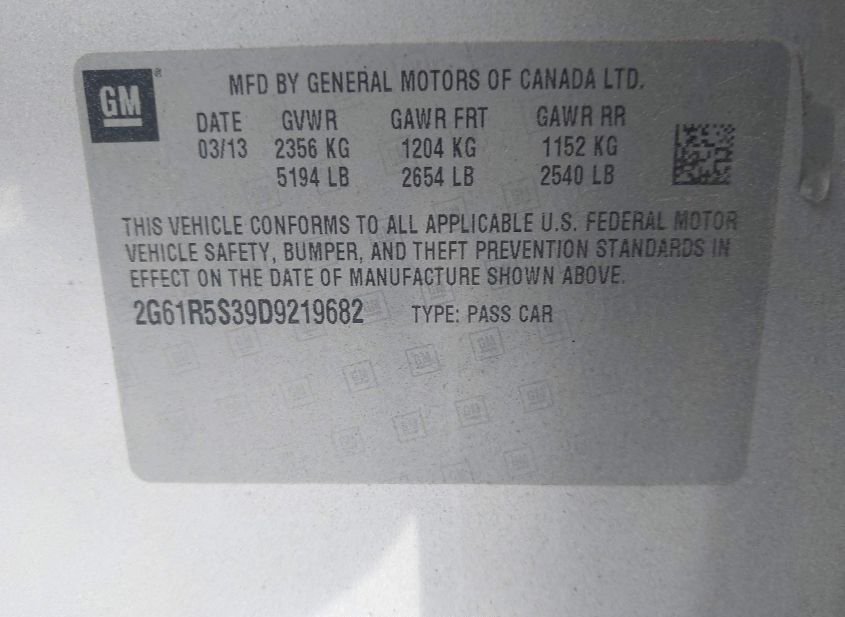 GM
MFD BY GENERAL MOTORS OF CANADA LTD.
DATE GVWR GAWR FRT GAWR RR
03/13 2356 KG 1204 KG 1152 KG
5194 LB 2654 LB 2540 LB
THIS VEHICLE CONFORMS TO ALL APPLICABLE U.S. FEDERAL MOTOR
VEHICLE SAFETY, BUMPER, AND THEFT PREVENTION STANDARDS IN
EFFECT ON THE DATE OF MANUFACTURE SHOWN ABOVE.
2G61R5S39D9219682 TYPE: PASS CAR